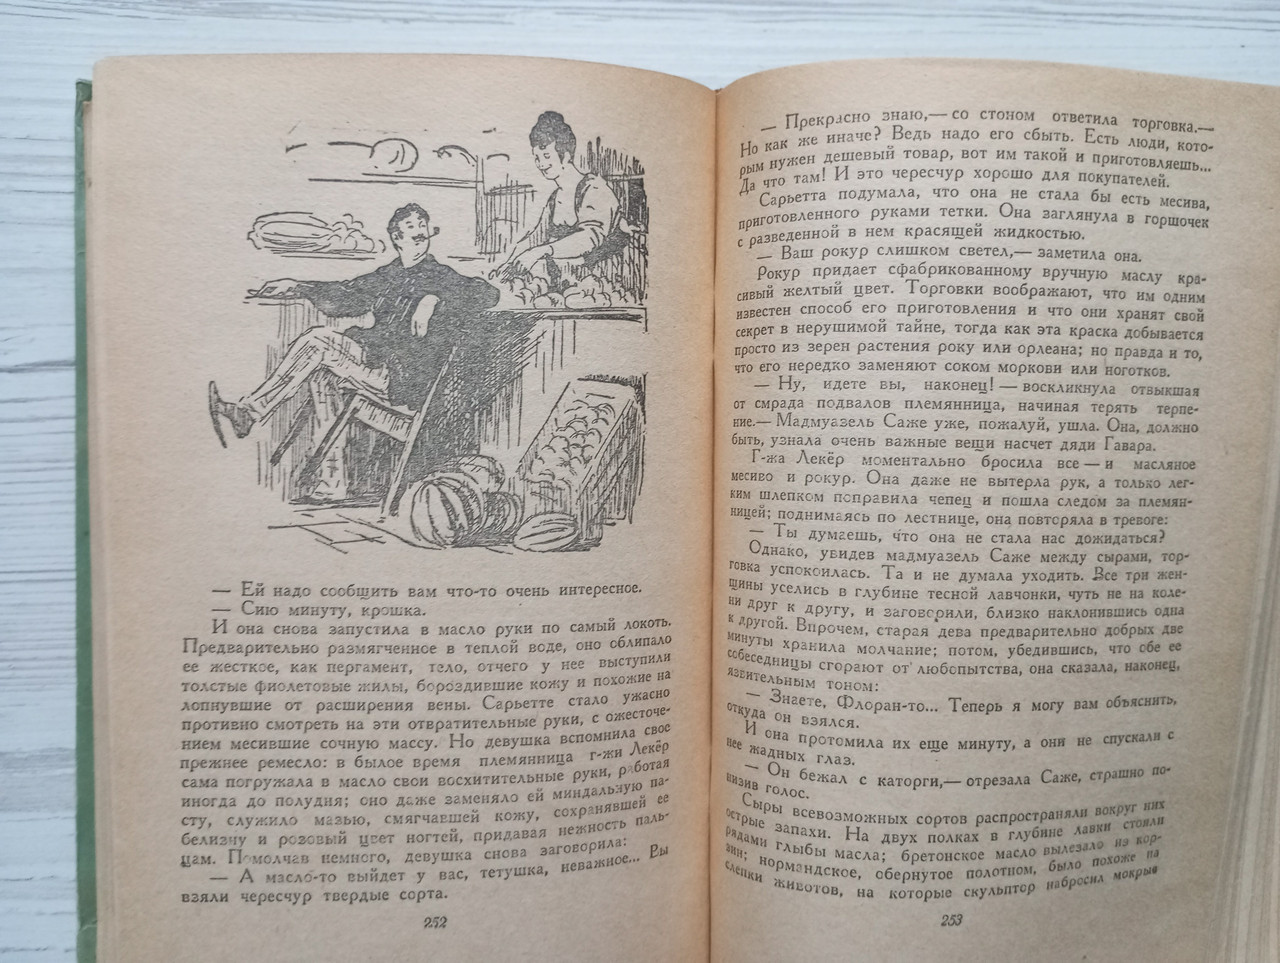 — Ей надо сообщить вам что-то очень интересное.
— Сию минуту, крошка.
И она снова запустила в масло руки по самый локоть.
Предварительно размягченное в теплой воде, оно облипало
ее жесткое, как пергамент, тело, отчего у нее выступили
толстые фиолетовые жилы, бороздившие кожу и похожие на
лопнувшие от расширения вены. Сарьетте стало ужасно
противно смотреть на эти отвратительные руки, с ожесточе-
нием месившие сочную массу. Но девушка вспомнила свое
прежнее ремесло: в былое время племянница г-жи Лекёр
сама погружала в масло свои восхитительные руки, работая
иногда до полудня; оно даже заменяло ей миндальную па-
сту, служило мазью, смягчавшей кожу, сохранявшей ее
белизну и розовый цвет ногтей, придавая нежность паль-
цам. Помолчав немного, девушка снова заговорила:
— А масло-то выйдет у вас, тетушка, неважное... Вы
взяли чересчур твердые сорта.
252
— Прекрасно знаю,— со стоном ответила торговка.—
Но как же иначе? Ведь надо его сбыть. Есть люди, кото-
рым нужен дешевый товар, вот им такой и приготовляешь...
Да что там! И это чересчур хорошо для покупателей.
Сарьетта подумала, что она не стала бы есть месива,
приготовленного руками тетки. Она заглянула в горшочек
с разведенной в нем красящей жидкостью.
— Ваш рокур слишком светел,— заметила она.
Рокур придает сфабрикованному вручную маслу кра-
сивый желтый цвет. Торговки воображают, что им одним
известен способ его приготовления и что они хранят свой
секрет в нерушимой тайне, тогда как эта краска добывается
просто из зерен растения року или орлеана; но правда и то,
что его нередко заменяют соком моркови или ноготков.
— Ну, идете вы, наконец! — воскликнула отвыкшая
от смрада подвалов племянница, начиная терять терпе-
ние.— Мадмуазель Саже уже, пожалуй, ушла. Она, должно
быть, узнала очень важные вещи насчет дяди Гавара.
Г-жа Лекёр моментально бросила все — и масляное
месиво и рокур. Она даже не вытерла рук, а только лег-
ким шлепком поправила чепец и пошла следом за племян-
ницей; поднимаясь по лестнице, она повторяла в тревоге:
— Ты думаешь, что она не стала нас дожидаться?
Однако, увидев мадмуазель Саже между сырами, тор-
говка успокоилась. Та и не думала уходить. Все три жен-
щины уселись в глубине тесной лавчонки, чуть не на коле-
ни друг к другу, и заговорили, близко наклонившись одна
к другой. Впрочем, старая дева предварительно добрых две
минуты хранила молчание; потом, убедившись, что обе ее
собеседницы сгорают от любопытства, она сказала, наконец,
язвительным тоном:
— Знаете, Флоран-то... Теперь я могу вам объяснить,
откуда он взялся.
И она протомила их еще минуту, а они не спускали с
нее жадных глаз.
— Он бежал с каторги,— отрезала Саже, страшно по-
низив голос.
Сыры всевозможных сортов распространяли вокруг них
острые запахи. На двух полках в глубине лавки стояли
рядами глыбы масла; бретонское масло вылезало из кор-
зин; нормандское, обернутое полотном, было похоже на
слепки животов, на которые скульптор набросил мокрые
253